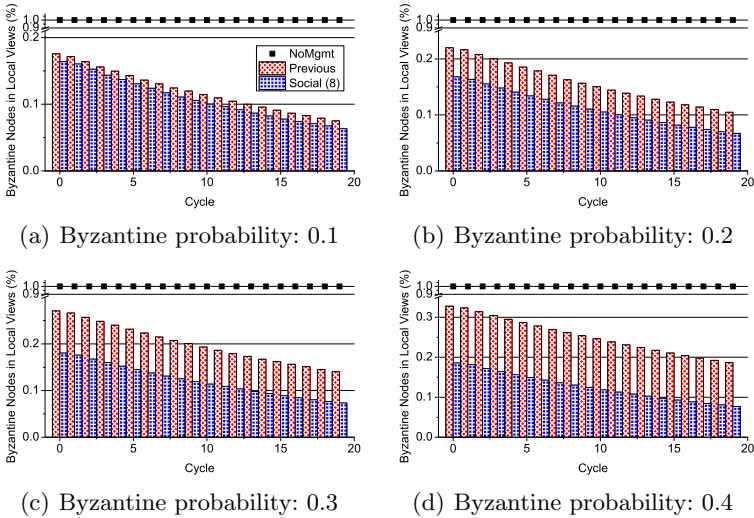 Byzantine Nodes in Local Views (%)
1.0
0.9
0.2
0.1
0.0
NoMgmt
Previous
Social (8)
0 5 10 15 20
Cycle
(a) Byzantine probability: 0.1
Byzantine Nodes in Local Views (%)
1.0
0.9
0.2
0.1
0.0
0 5 10 15 20
Cycle
(b) Byzantine probability: 0.2
Byzantine Nodes in Local Views (%)
1.0
0.9
0.2
0.1
0.0
0 5 10 15 20
Cycle
(c) Byzantine probability: 0.3
Byzantine Nodes in Local Views (%)
1.0
0.9
0.3
0.2
0.1
0.0
0 5 10 15 20
Cycle
(d) Byzantine probability: 0.4